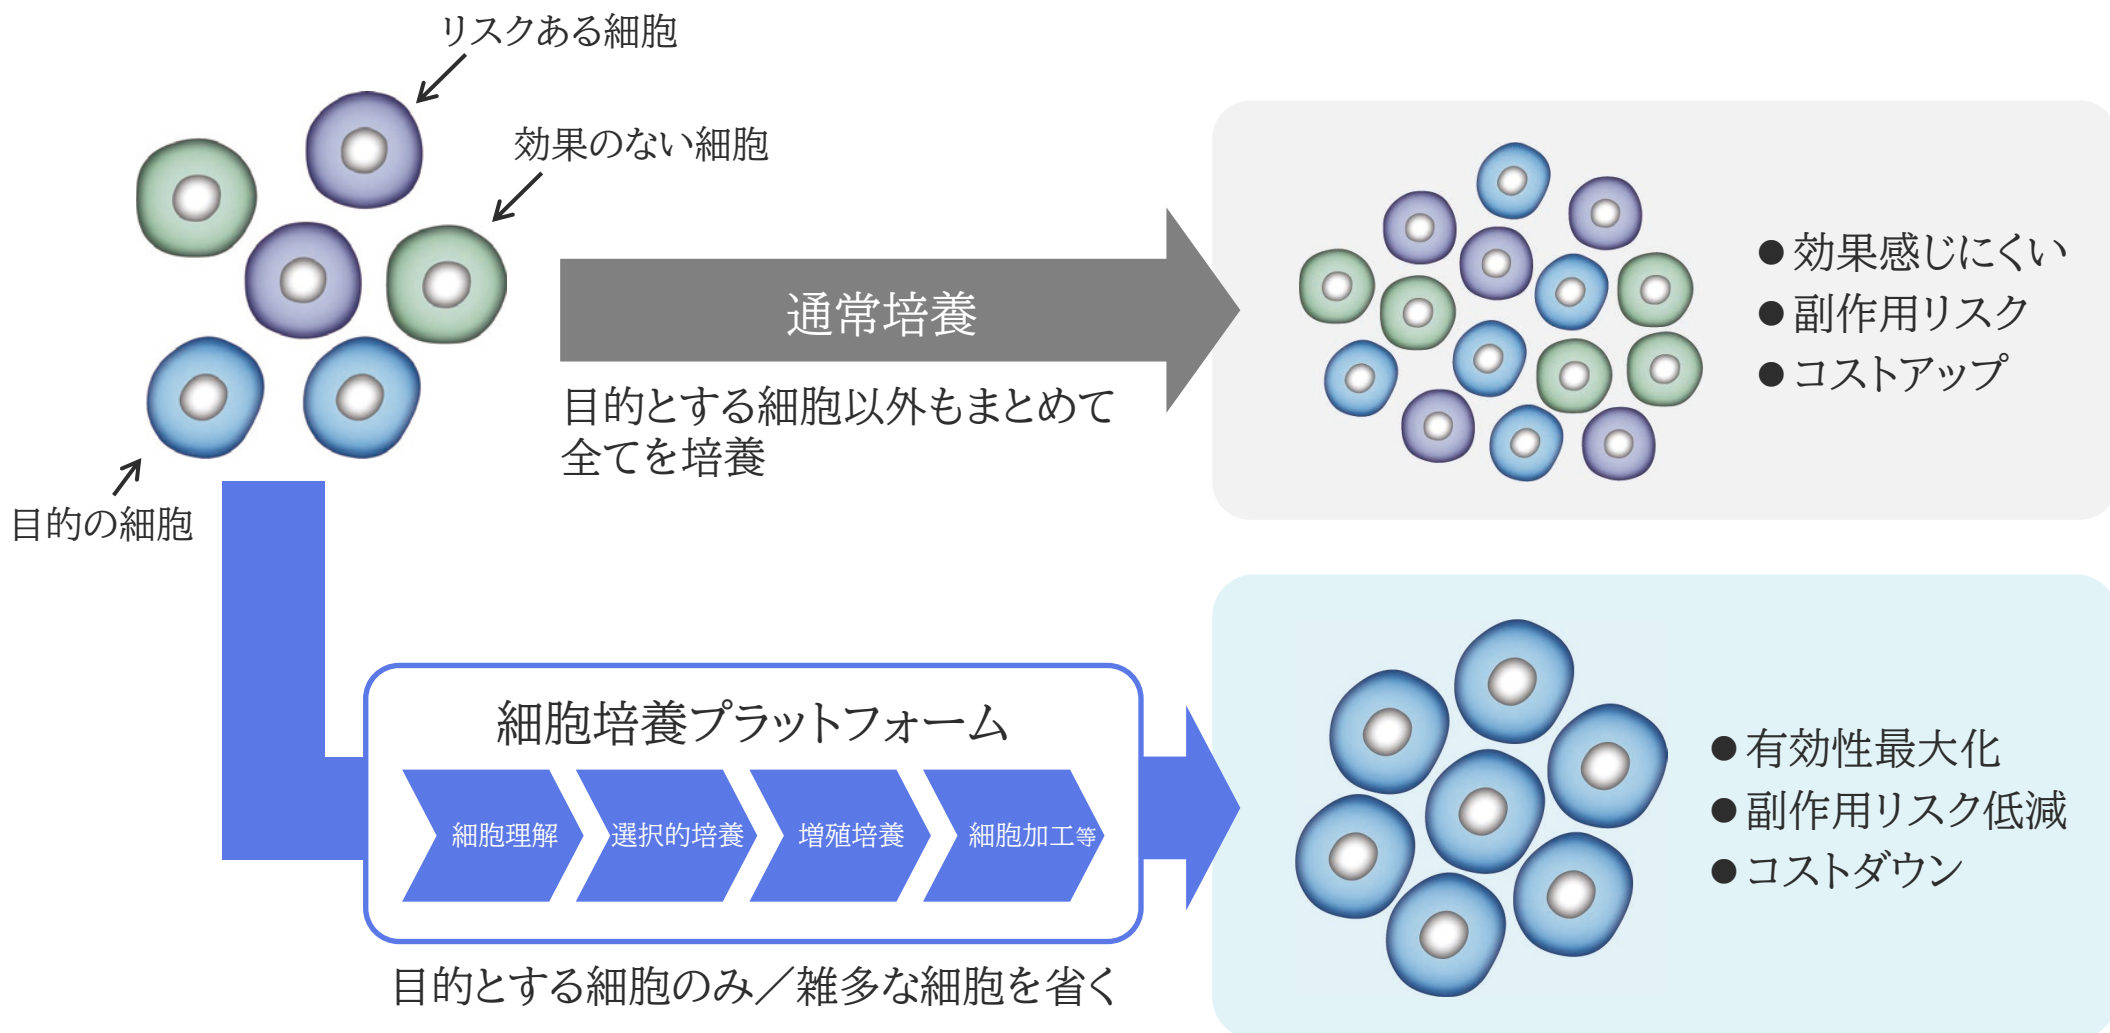 リスクある細胞
効果のない細胞
目的の細胞
通常培養
目的とする細胞以外もまとめて
全てを培養
●効果感じにくい
●副作用リスク
●コストアップ
細胞培養プラットフォーム
細胞理解
選択的培養
増殖培養
細胞加工等
目的とする細胞のみ／雑多な細胞を省く
●有効性最大化
●副作用リスク低減
●コストダウン